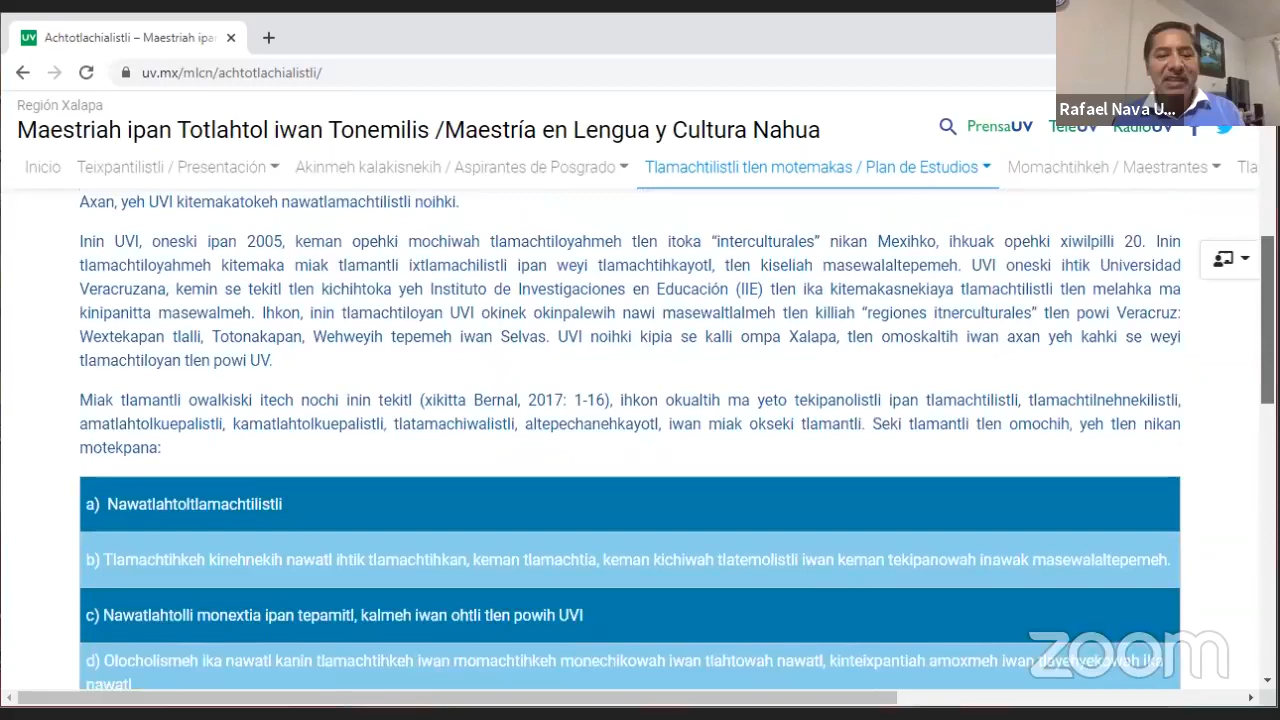 Achtotlachialistli – Maestriah ipa
uv.mx/mlcn/achtotlachialistli/
Rafael Nava U...
Región Xalapa
Maestriah ipan Totlahtol iwan Tonemilis /Maestría en Lengua y Cultura Nahua
PrensaUV TeleUV RadioUV
Inicio Teixpantilistli / Presentación Akinmeh kalakisnekih / Aspirantes de Posgrado Tlamachtilistli tlen motemakas / Plan de Estudios Momachtihkeh / Maestrantes Tla
Axan, yeh UVI kitemakatokeh nawatlamachtilistli noihki.
Inin UVI, oneski ipan 2005, keman opehki mochiwah tlamachtiloyahmeh tlen itoka “interculturales” nikan Mexihko, ihkuak opehki xiwilpilli 20. Inin
tlamachtiloyahmeh kitemaka miak tlamantli ixtlamachilistli ipan weyi tlamachtihkayotl, tlen kiseliah masewalaltepemeh. UVI oneski ihtik Universidad
Veracruzana, kemin se tekitl tlen kichihtoka yeh Instituto de Investigaciones en Educación (IIE) tlen ika kitemakasnekiaya tlamachtilistli tlen melahka ma
kinipanitta masewalmeh. Ihkon, inin tlamachtiloyan UVI okinek okinpalewih nawi masewaltlalmeh tlen killiah “regiones itnerculturales” tlen powi Veracruz:
Wextekapan tlalli, Totonakapan, Wehweyih tepemeh iwan Selvas. UVI noihki kipia se kalli ompa Xalapa, tlen omoskaltih iwan axan yeh kahki se weyi
tlamachtiloyan tlen powi UV.
Miak tlamantli owalkiski itech nochi inin tekitl (xikitta Bernal, 2017: 1-16), ihkon okualtih ma yeto tekipanolistli ipan tlamachtilistli, tlamachtilnehnekilistli,
amatlahtolkuepalistli, kamatlahtolkuepalistli, tlatamachiwalistli, altepechanehkayotl, iwan miak okseki tlamantli. Seki tlamantli tlen omochih, yeh tlen nikan
motekpana:
a) Nawatlahtoltlamachtilistli
b) Tlamachtihkeh kinehnekih nawatl ihtik tlamachtihkan, keman tlamachtia, keman kichiwah tlatemolistli iwan keman tekipanowah inawak masewalaltepemeh.
c) Nawatlahtolli monextia ipan tepamitl, kalmeh iwan ohtli tlen powih UVI
d) Olocholismeh ika nawatl kanin tlamachtihkeh iwan momachtihkeh monechikowah iwan tlahtowah nawatl, kinteixpantiah amoxmeh iwan ika
nawatl
zoom